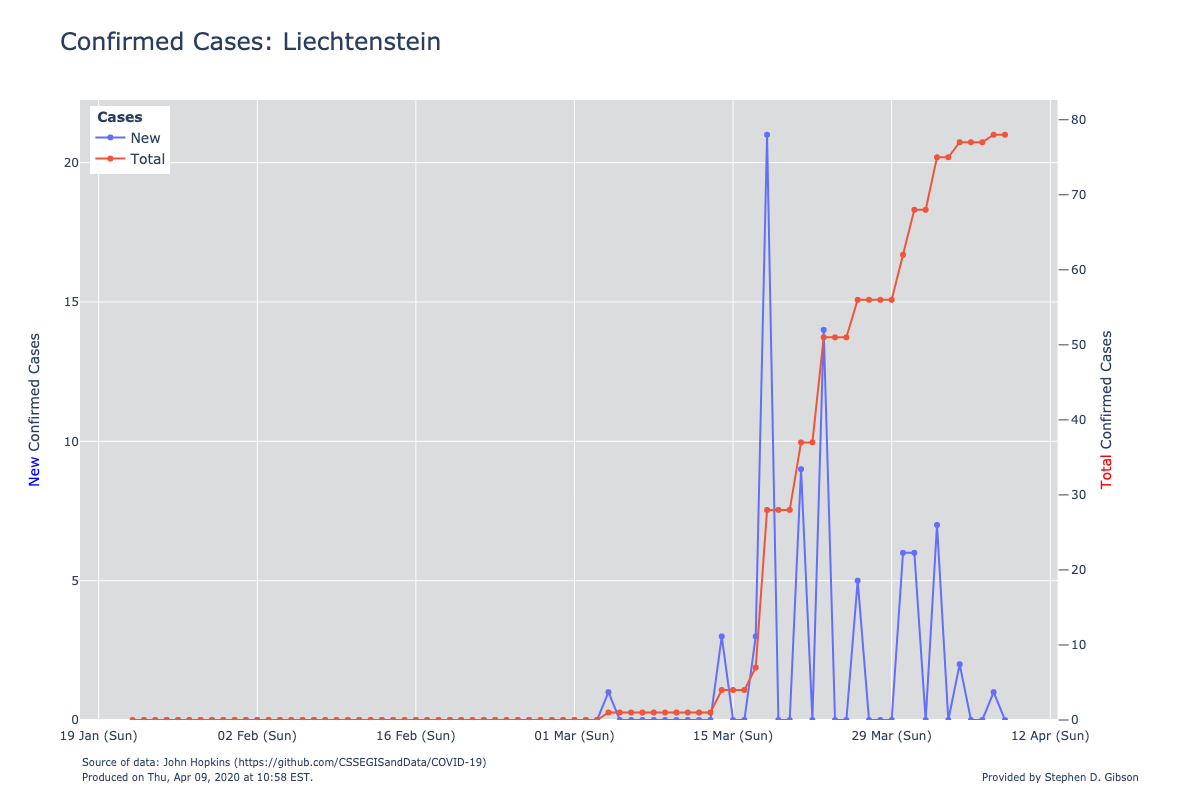 Confirmed Cases: Liechtenstein
Cases
New
Total
20
15
10
5
0
80
70
60
50
40
30
20
10
0
New Confirmed Cases
Total Confirmed Cases
19 Jan (Sun)
02 Feb (Sun)
16 Feb (Sun)
01 Mar (Sun)
15 Mar (Sun)
29 Mar (Sun)
12 Apr (Sun)
Source of data: John Hopkins (https://github.com/CSSEGISandData/COVID-19)
Produced on Thu, Apr 09, 2020 at 10:58 EST.
Provided by Stephen D. Gibson